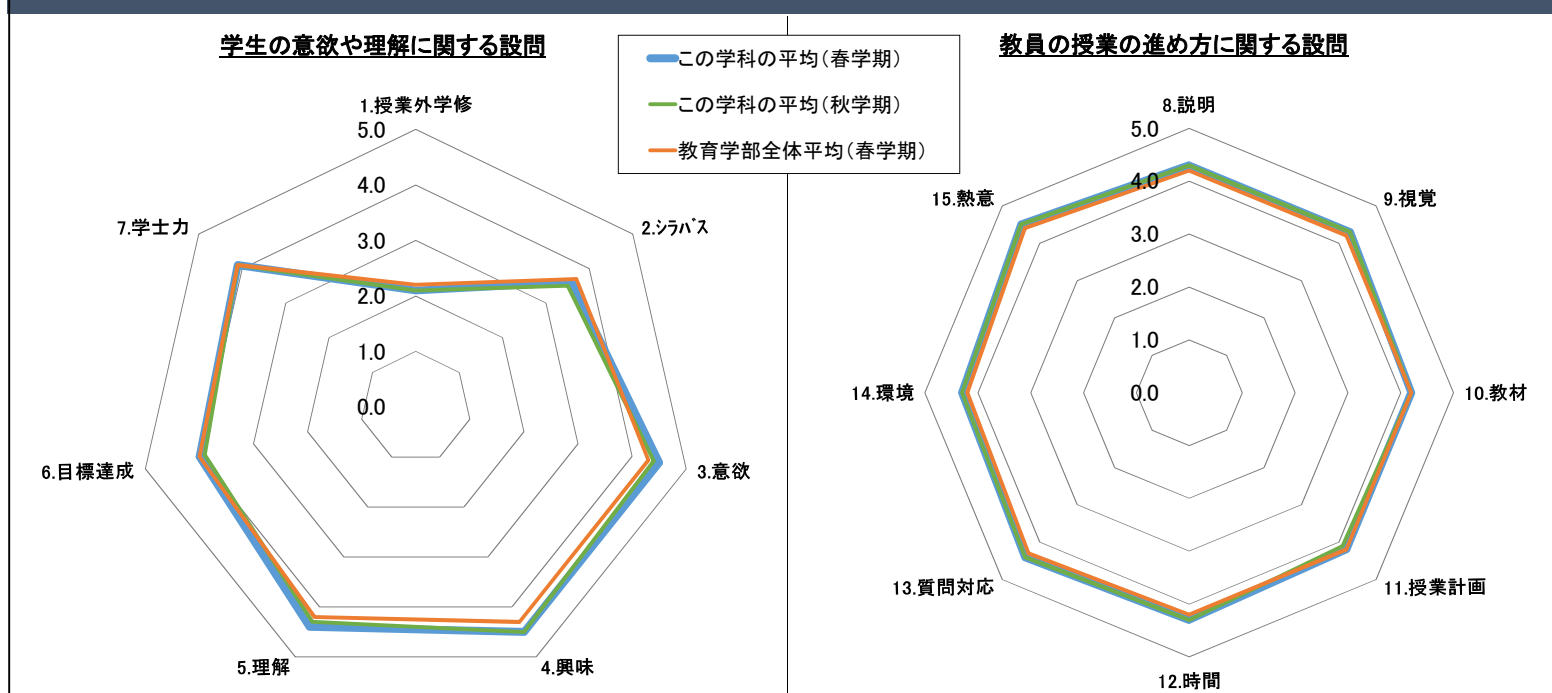 学生の意欲や理解に関する設問
この学科の平均(春学期)
この学科の平均(秋学期)
教育学部全体平均(春学期)
教員の授業の進め方に関する設問
1.授業外学修
5.0
4.0
3.0
2.0
1.0
0.0
2.シラバス
3.意欲
4.興味
5.理解
6.目標達成
7.学士力
8.説明
5.0
4.0
3.0
2.0
1.0
0.0
9.視覚
10.教材
11.授業計画
12.時間
13.質問対応
14.環境
15.熱意